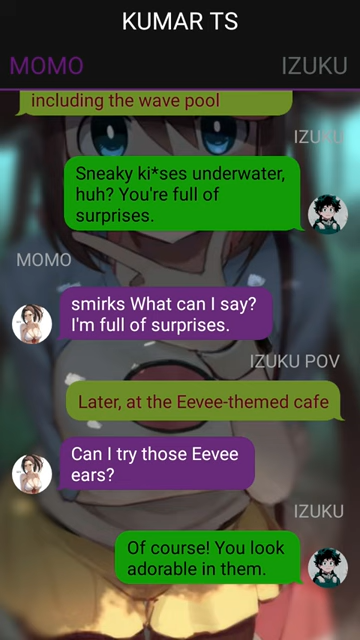 KUMAR TS
MOMO
IZUKU
including the wave pool
IZUKU
Sneaky ki*ses underwater,
huh? You're full of
surprises.
MOMO
smirks What can I say?
I'm full of surprises.
IZUKU POV
Later, at the Eevee-themed cafe
Can I try those Eevee
ears?
IZUKU
Of course! You look
adorable in them.